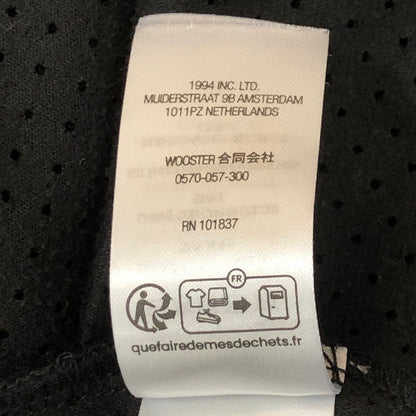 1994 INC. LTD.
MUIDERSTRAAT 9B AMSTERDAM
1011PZ NETHERLANDS
WOOSTER 合同会社
0570-057-300
RN 101837
FR
quefairedemesdechets.fr